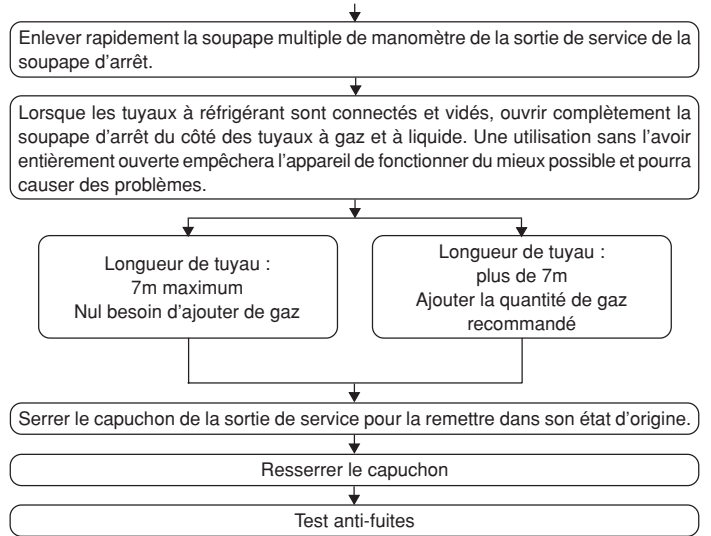 Enlever rapidement la soupape multiple de manomètre de la sortie de service de la
soupape d'arrêt.
Lorsque les tuyaux à réfrigérant sont connectés et vidés, ouvrir complètement la
soupape d'arrêt du côté des tuyaux à gaz et à liquide. Une utilisation sans l'avoir
entièrement ouverte empêchera l'appareil de fonctionner du mieux possible et pourra
causer des problèmes.
Longueur de tuyau :
7m maximum
Nul besoin d'ajouter de gaz
Longueur de tuyau :
plus de 7m
Ajouter la quantité de gaz
recommandé
Serrer le capuchon de la sortie de service pour la remettre dans son état d'origine.
Resserrer le capuchon
Test anti-fuites